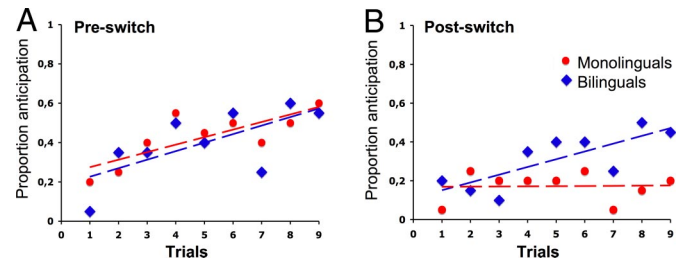 A
Pre-switch
Proportion anticipation
1
0,8
0,6
0,4
0,2
0
0 1 2 3 4 5 6 7 8 9
Trials
B
Post-switch
Proportion anticipation
1
0,8
0,6
0,4
0,2
0
Monolinguals
Bilinguals
0 1 2 3 4 5 6 7 8 9
Trials